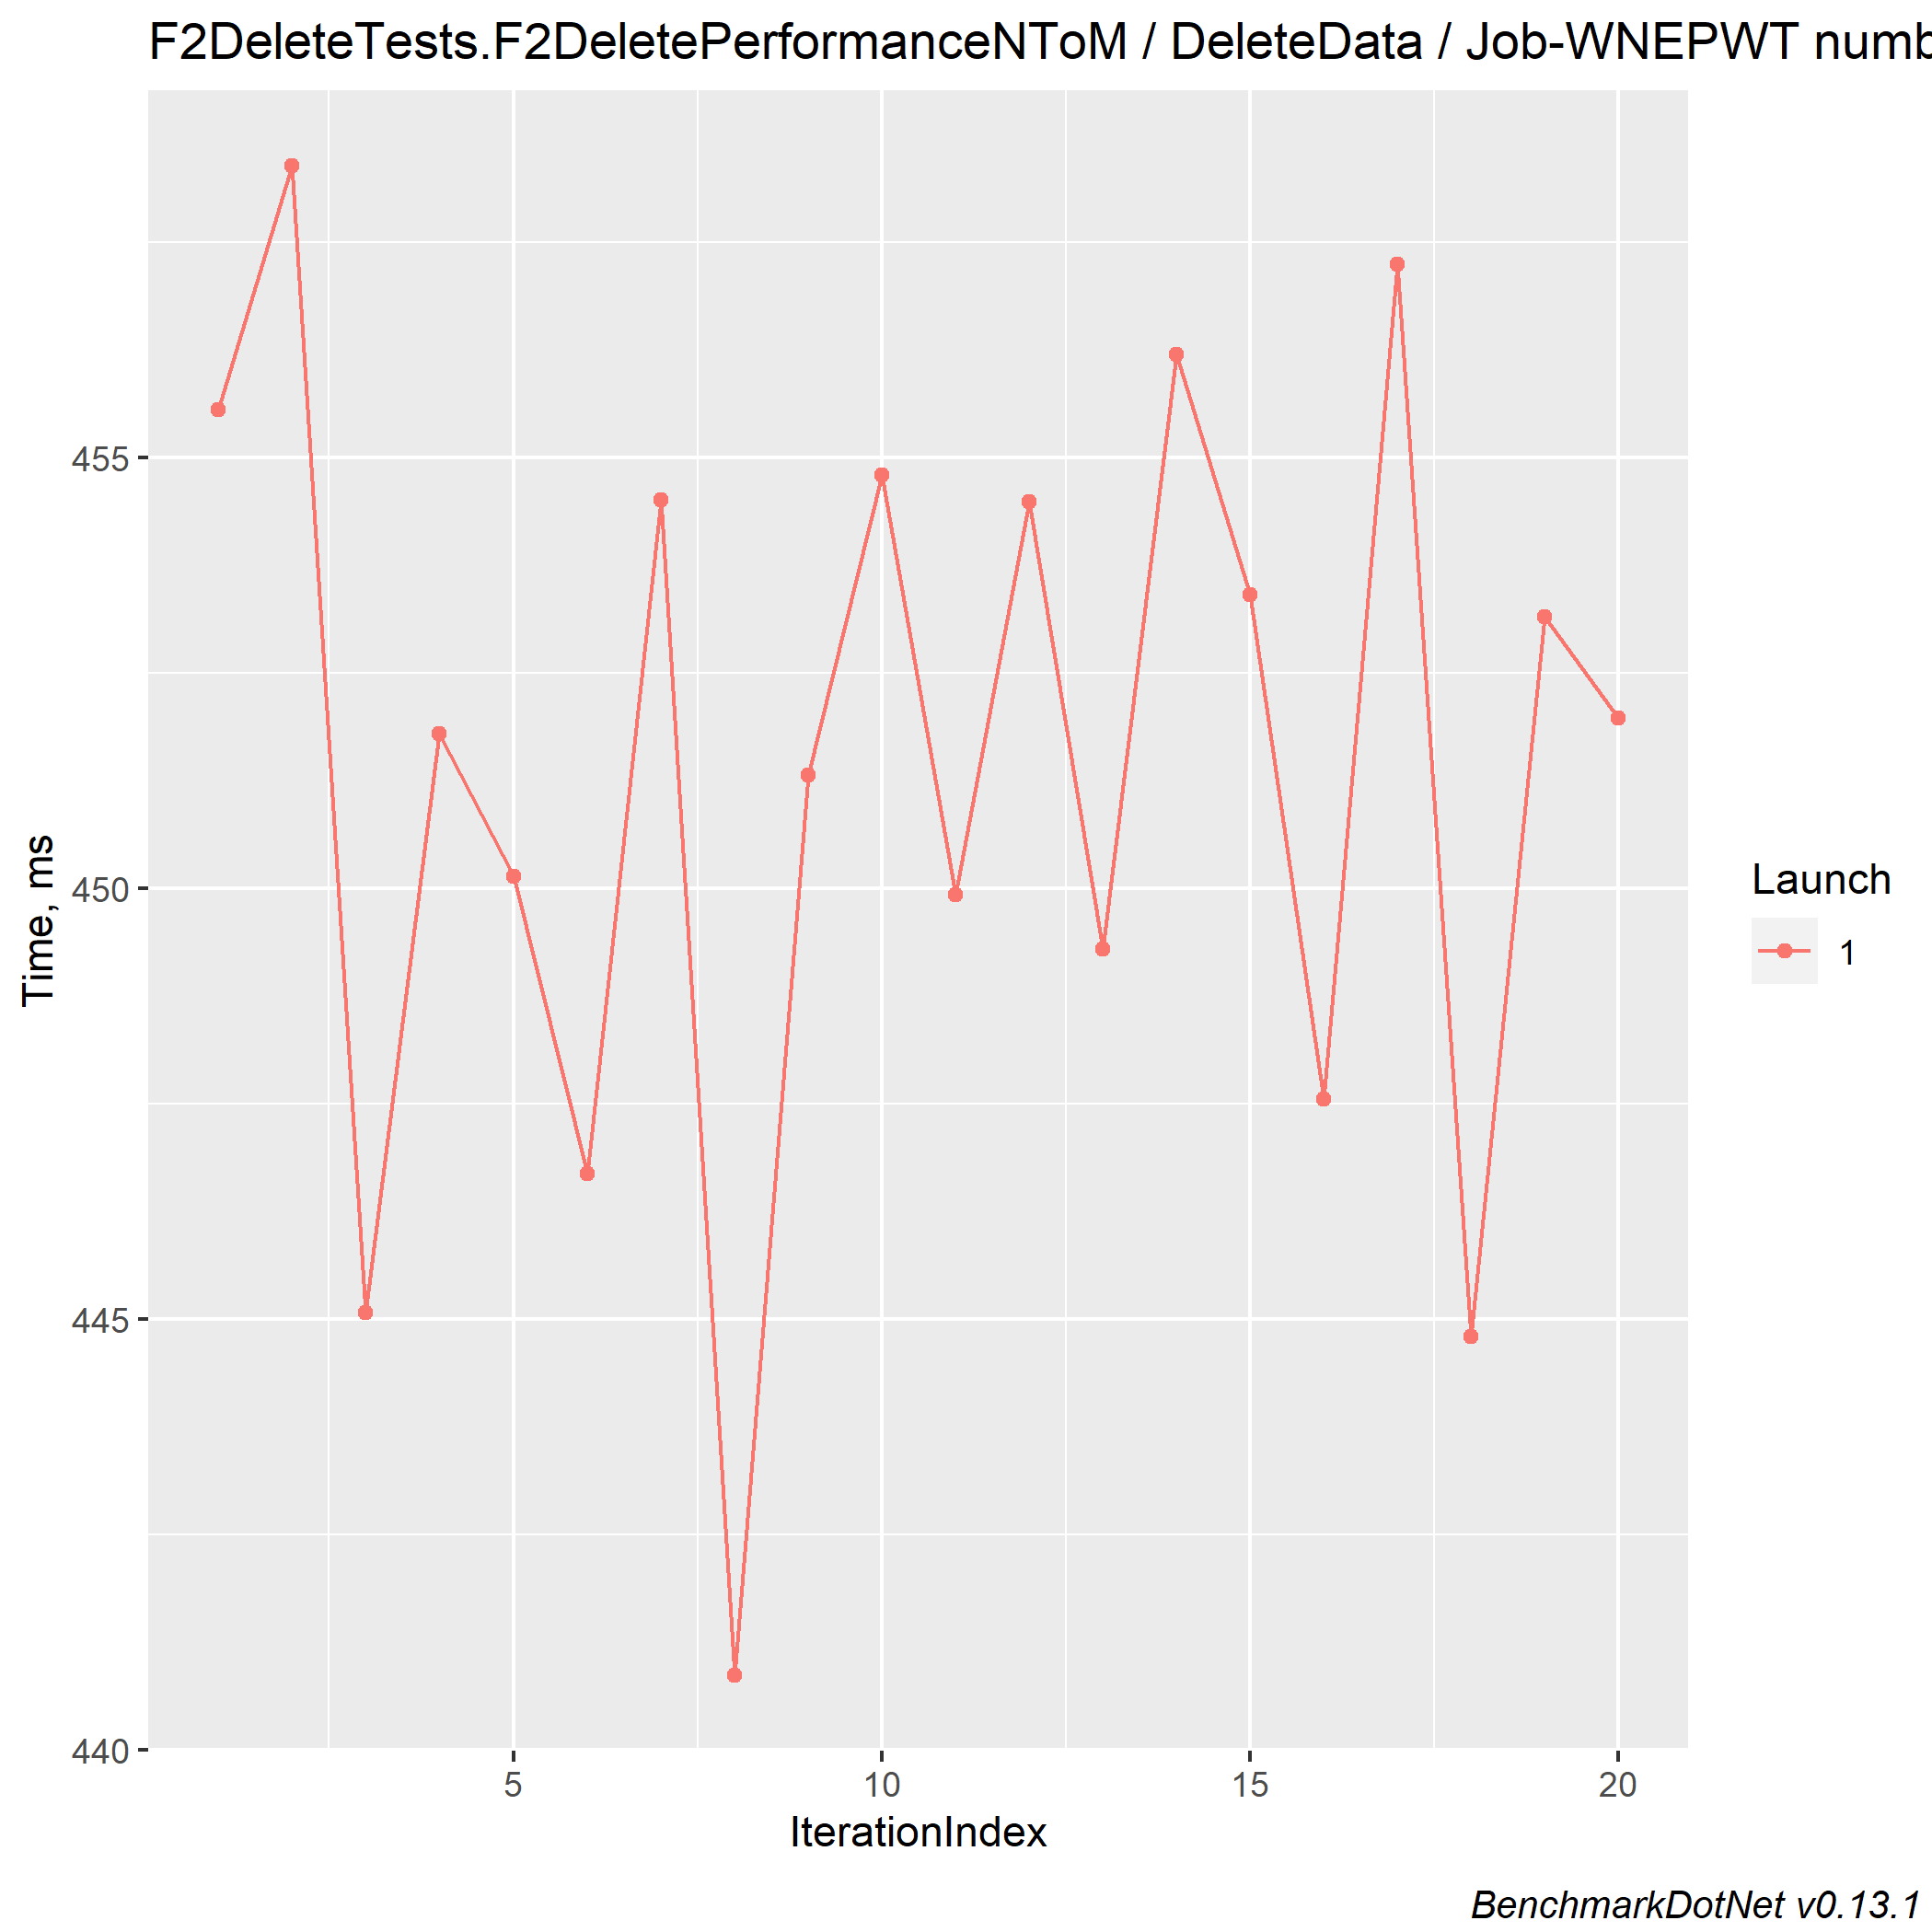 F2DeleteTests.F2DeletePerformanceNToM / DeleteData / Job-WNEPWT numb
Time, ms
455
450
445
440
5 10 15 20
IterationIndex
Launch
1
BenchmarkDotNet v0.13.1